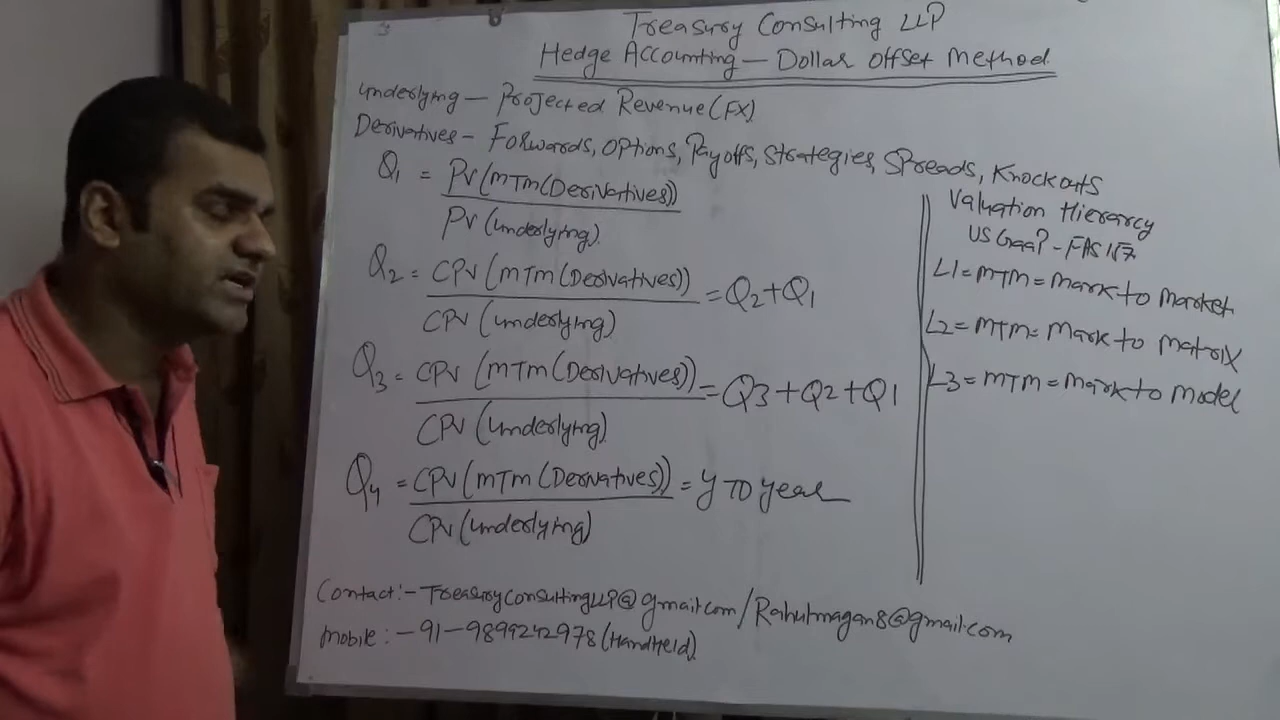 Treasury Consulting LLP
Hedge Accounting – Dollar offset method
Underlying – Projected Revenue (FX)
Derivatives – Forwards, Options, Payoffs, Strategies, Spreads, Knockouts
Q1 = PV(MTM(Derivatives))
PV(Underlying)
Q2 = CPV(MTM(Derivatives)) = Q2+Q1
CPV(Underlying)
Q3 = CPV(MTM(Derivatives)) = Q3+Q2+Q1
CPV(Underlying)
Q4 = CPV(MTM(Derivatives)) = Y TO year
CPV(Underlying)
Valuation Hierarcy
US GaaP – FAS 157
L1 = MTM = Mark to Market
L2 = MTM = Mark to Matrix
L3 = MTM = Mark to Model
Contact:– TreasuryconsultingLLP@gmail.com/Rahulmagan8@gmail.com
Mobile:– 91–9899242978 (Handheld)